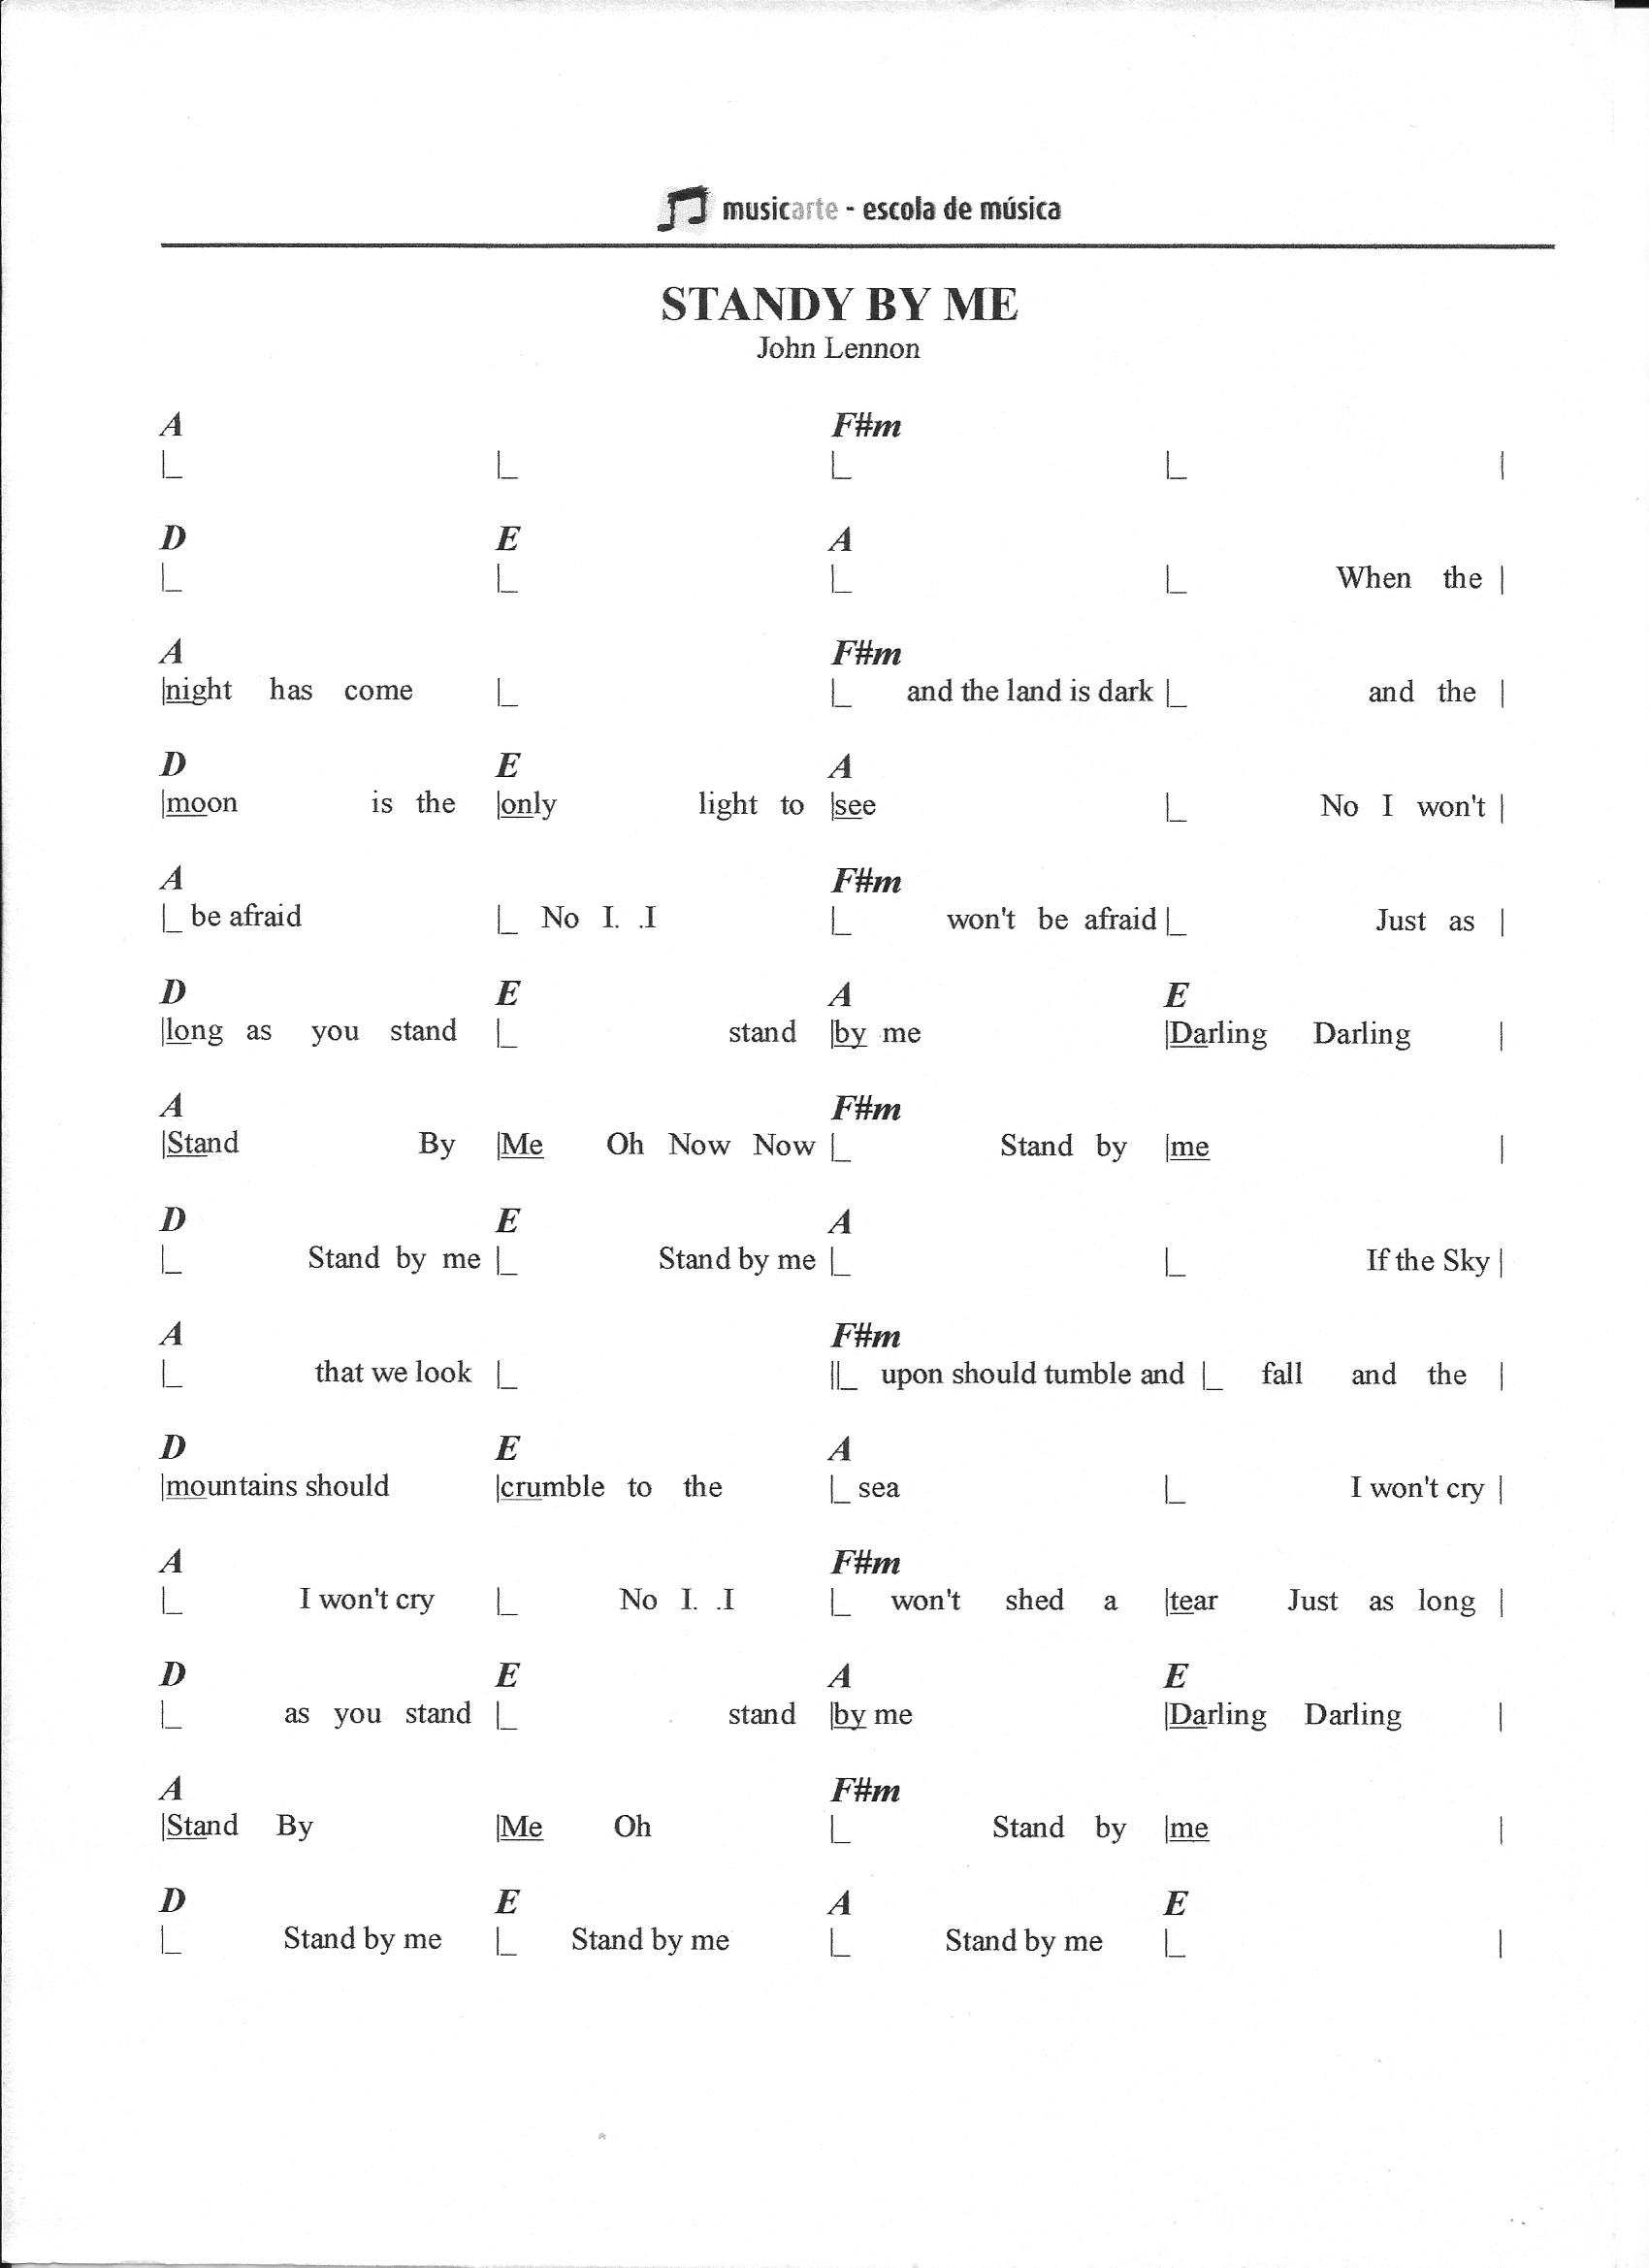 musicarte - escola de música
STANDY BY ME
John Lennon
A F#m
|_ |_ |_ |_ |
D E A
|_ |_ |_ |_ When the |
A F#m
|night has come |_ |_ and the land is dark |_ and the |
D E A
|moon is the |only light to |see |_ No I won't |
A F#m
|_ be afraid |_ No I. .I |_ won't be afraid |_ Just as |
D E A E
|long as you stand |_ stand |by me |Darling Darling |
A F#m
|Stand By |Me Oh Now Now |_ Stand by |me |
D E A
|_ Stand by me |_ Stand by me |_ |_ If the Sky |
A F#m
|_ that we look |_ ||_ upon should tumble and |_ fall and the |
D E A
|mountains should |crumble to the |_ sea |_ I won't cry |
A F#m
|_ I won't cry |_ No I. .I |_ won't shed a |tear Just as long |
D E A E
|_ as you stand |_ stand |by me |Darling Darling |
A F#m
|Stand By |Me Oh |_ Stand by |me |
D E A E
|_ Stand by me |_ Stand by me |_ Stand by me |_ |